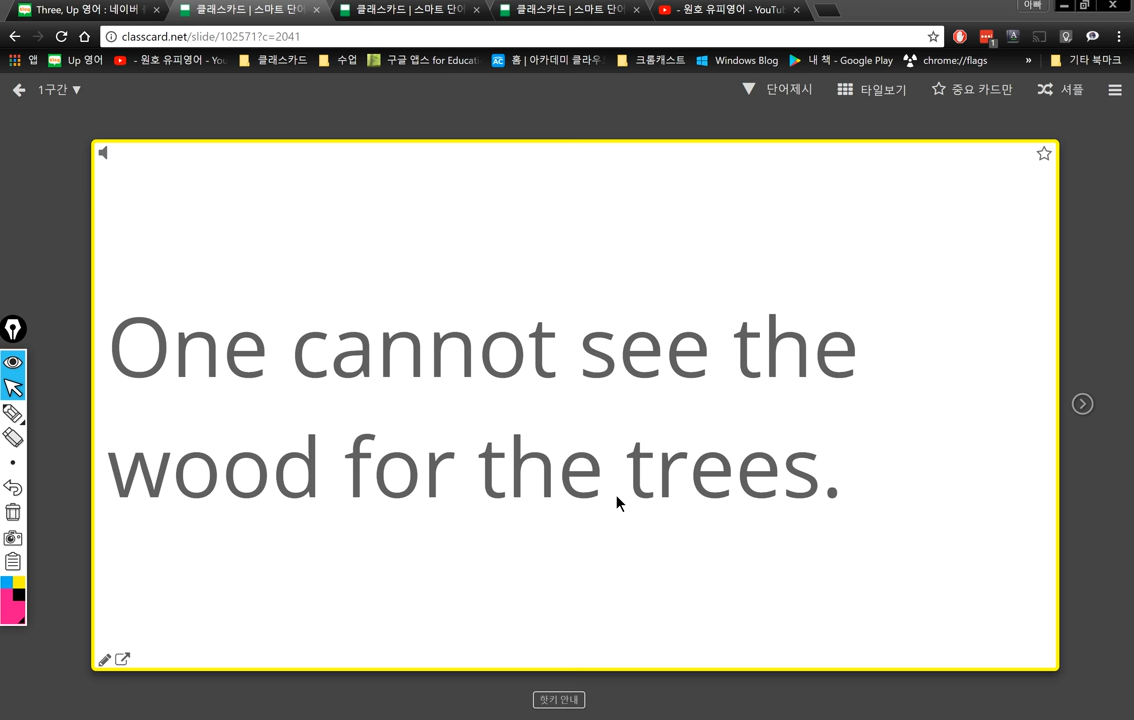 Three, Up 영어 : 네이버
클래스카드 | 스마트 단어
클래스카드 | 스마트 단어
클래스카드 | 스마트 단어
- 원호 유피영어 - YouTu
아빠
classcard.net/slide/102571?c=2041
앱
Up 영어
- 원호 유피영어 - You
클래스카드
수업
구글 앱스 for Educati
홈 | 아카데미 클라우
크롬캐스트
Windows Blog
내 책 - Google Play
chrome://flags
»
기타 북마크
1구간 ▼
단어제시
타일보기
중요 카드만
셔플
One cannot see the
wood for the trees.
핫키 안내